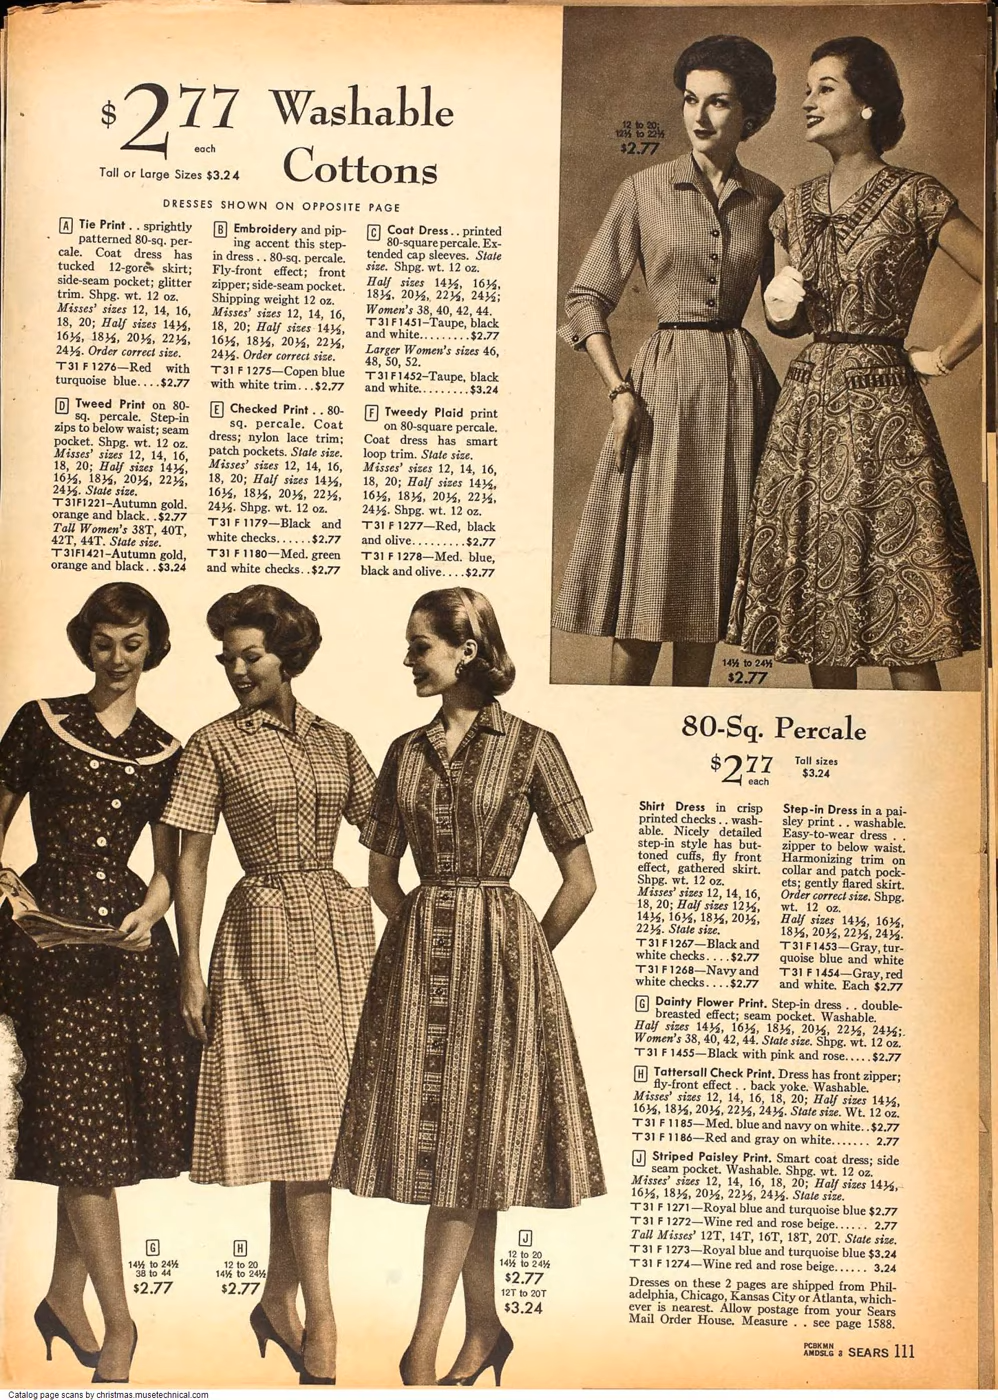 $2 77 each
Washable
Cottons
Tall or Large Sizes $3.24
DRESSES SHOWN ON OPPOSITE PAGE
A Tie Print . . sprightly
patterned 80-sq. per-
cale. Coat dress has
tucked 12-gore skirt;
side-seam pocket; glitter
trim. Shpg. wt. 12 oz.
Misses' sizes 12, 14, 16,
18, 20; Half sizes 14½,
16½, 18½, 20½, 22½,
24½. Order correct size.
T31 F 1276—Red with
turquoise blue....$2.77
D Tweed Print on 80-
sq. percale. Step-in
zips to below waist; seam
pocket. Shpg. wt. 12 oz.
Misses' sizes 12, 14, 16,
18, 20; Half sizes 14½,
16½, 18½, 20½, 22½,
24½. State size.
T31F1221-Autumn gold.
orange and black. .$2.77
Tall Women's 38T, 40T,
42T, 44T. State size.
T31F1421-Autumn gold,
orange and black. . $3.24
B Embroidery and pip-
ing accent this step-
in dress . . 80-sq. percale.
Fly-front effect; front
zipper; side-seam pocket.
Shipping weight 12 oz.
Misses' sizes 12, 14, 16,
18, 20; Half sizes 14½,
16½, 18½, 20½, 22½,
24½. Order correct size.
T31 F 1275—Copen blue
with white trim...$2.77
E Checked Print . . 80-
sq. percale. Coat
dress; nylon lace trim;
patch pockets. State size.
Misses' sizes 12, 14, 16,
18, 20; Half sizes 14½,
16½, 18½, 20½, 22½,
24½. Shpg. wt. 12 oz.
T31 F 1179—Black and
white checks......$2.77
T31 F 1180—Med. green
and white checks..$2.77
C Coat Dress. . printed
80-square percale. Ex-
tended cap sleeves. State
size. Shpg. wt. 12 oz.
Half sizes 14½, 16½,
18½, 20½, 22½, 24½;
Women's 38, 40, 42, 44.
T31F1451-Taupe, black
and white.........$2.77
Larger Women's sizes 46,
48, 50, 52.
T31F1452-Taupe, black
and white.........$3.24
F Tweedy Plaid print
on 80-square percale.
Coat dress has smart
loop trim. State size.
Misses' sizes 12, 14, 16,
18, 20; Half sizes 14½,
16½, 18½, 20½, 22½,
24½. Shpg. wt. 12 oz.
T31 F 1277—Red, black
and olive.........$2.77
T31 F 1278—Med. blue,
black and olive....$2.77
12 to 20;
12½ to 22½
$2.77
14½ to 24½
$2.77
80-Sq. Percale
$2 77 each
Tall sizes
$3.24
Shirt Dress in crisp
printed checks . . wash-
able. Nicely detailed
step-in style has but-
toned cuffs, fly front
effect, gathered skirt.
Shpg. wt. 12 oz.
Misses' sizes 12, 14, 16,
18, 20; Half sizes 12½,
14½, 16½, 18½, 20½,
22½. State size.
T31 F 1267—Black and
white checks....$2.77
T31 F 1268—Navy and
white checks....$2.77
Step-in Dress in a pai-
sley print . . washable.
Easy-to-wear dress . .
zipper to below waist.
Harmonizing trim on
collar and patch pock-
ets; gently flared skirt.
Order correct size. Shpg.
wt. 12 oz.
Half sizes 14½, 16½,
18½, 20½, 22½, 24½.
T31 F 1453—Gray, tur-
quoise blue and white
T31 F 1454—Gray, red
and white. Each $2.77
G Dainty Flower Print. Step-in dress . . double-
breasted effect; seam pocket. Washable.
Half sizes 14½, 16½, 18½, 20½, 22½, 24½;
Women's 38, 40, 42, 44. State size. Shpg. wt. 12 oz.
T31 F 1455—Black with pink and rose.....$2.77
H Tattersall Check Print. Dress has front zipper;
fly-front effect . . back yoke. Washable.
Misses' sizes 12, 14, 16, 18, 20; Half sizes 14½,
16½, 18½, 20½, 22½, 24½. State size. Wt. 12 oz.
T31 F 1185—Med. blue and navy on white..$2.77
T31 F 1186—Red and gray on white....... 2.77
J Striped Paisley Print. Smart coat dress; side
seam pocket. Washable. Shpg. wt. 12 oz.
Misses' sizes 12, 14, 16, 18, 20; Half sizes 14½,
16½, 18½, 20½, 22½, 24½. State size.
T31 F 1271—Royal blue and turquoise blue $2.77
T31 F 1272—Wine red and rose beige...... 2.77
Tall Misses' 12T, 14T, 16T, 18T, 20T. State size.
T31 F 1273—Royal blue and turquoise blue $3.24
T31 F 1274—Wine red and rose beige...... 3.24
Dresses on these 2 pages are shipped from Phil-
adelphia, Chicago, Kansas City or Atlanta, which-
ever is nearest. Allow postage from your Sears
Mail Order House. Measure . . see page 1588.
G
14½ to 24½
38 to 44
$2.77
H
12 to 20
14½ to 24½
$2.77
J
12 to 20
14½ to 24½
$2.77
12T to 20T
$3.24
PCBKMN
AMDSLG 8 SEARS 111
Catalog page scans by christmas.musetechnical.com